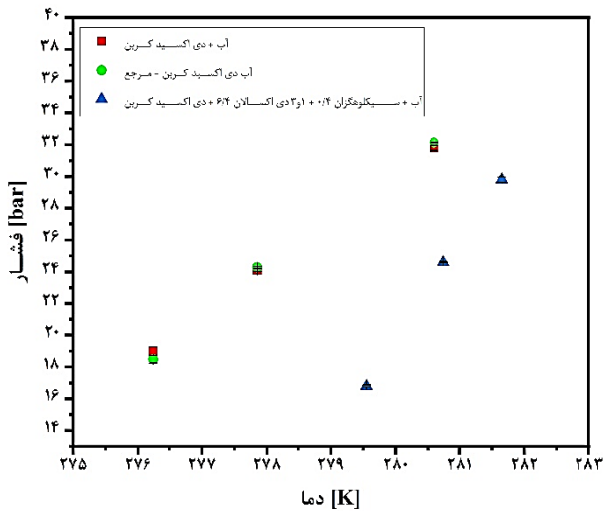 ۴۰
۳۸
۳۶
۳۴
۳۲
۳۰
۲۸
۲۶
۲۴
۲۲
۲۰
۱۸
۱۶
۱۴
فشار [bar]
آب + دی اکسید کربن
آب دی اکسید کربن - مرجع
آب + سیکلوهگزان ۰/۴ + ۱و۳ دی اکسالان ۶/۴ + دی اکسید کربن
۲۷۵ ۲۷۶ ۲۷۷ ۲۷۸ ۲۷۹ ۲۸۰ ۲۸۱ ۲۸۲ ۲۸۳
دما [K]